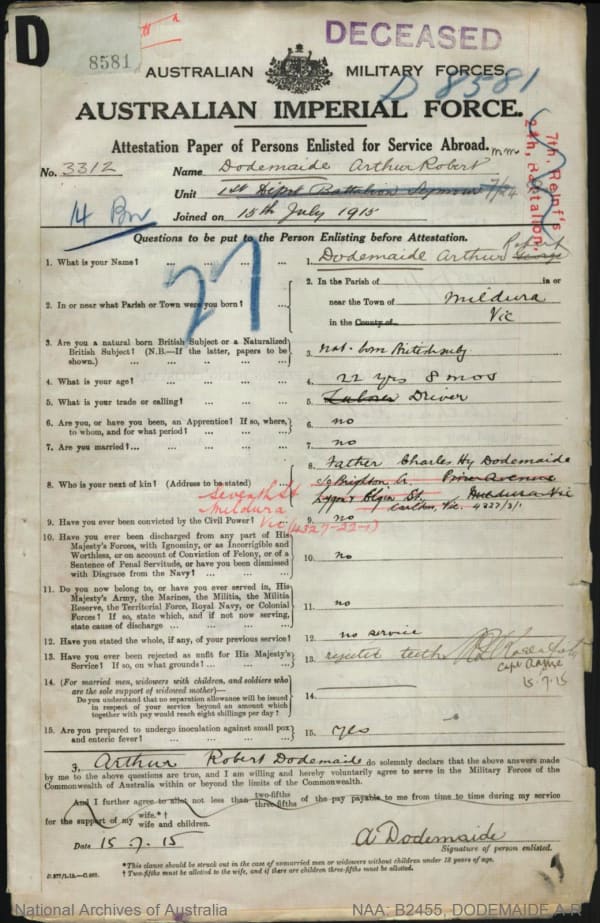 D
8581
DECEASED
D 8581
AUSTRALIAN MILITARY FORCES.
AUSTRALIAN IMPERIAL FORCE.
Attestation Paper of Persons Enlisted for Service Abroad.
7th. Reinf's
24th. Battalion.
No. 3312 Name Dodemaide Arthur Robert
Unit 1st Depot Battalion Seymour 7/24
14 Bn Joined on 15th July 1915
27
Questions to be put to the Person Enlisting before Attestation.
1. What is your Name? ... ... ... ... 1. Dodemaide Arthur Robert George
2. In or near what Parish or Town were you born? ... 2. In the Parish of in or
near the Town of Mildura
in the County of Vic
3. Are you a natural born British Subject or a Naturalized
British Subject? (N.B.—If the latter, papers to be
shown.) ... ... ... ... 3. Nat. born British subj
4. What is your age? ... ... ... ... 4. 22 yrs 8 mos
5. What is your trade or calling? ... ... ... 5. Labourer Driver
6. Are you, or have you been, an Apprentice? If so, where,
to whom, and for what period? ... ... ... 6. no
7. Are you married? ... ... ... ... 7. no
8. Who is your next of kin? (Address to be stated) ... 8. Father Charles Hy Dodemaide
Brighton Pine Avenue
Elgin St. Mildura Vic
Carlton, Vic. 4327/3/1
Seventh St
Mildura
Vic (4327-22-1)
9. Have you ever been convicted by the Civil Power? 9. no
10. Have you ever been discharged from any part of His
Majesty's Forces, with Ignominy, or as Incorrigible and
Worthless, or on account of Conviction of Felony, or of a
Sentence of Penal Servitude, or have you been dismissed
with Disgrace from the Navy? ... ... ... 10. no
11. Do you now belong to, or have you ever served in, His
Majesty's Army, the Marines, the Militia, the Militia
Reserve, the Territorial Force, Royal Navy, or Colonial
Forces? If so, state which, and if not now serving,
state cause of discharge ... ... ... 11. no
12. Have you stated the whole, if any, of your previous service? 12. no service
13. Have you ever been rejected as unfit for His Majesty's
Service? If so, on what grounds? ... ... 13. rejected teeth
Capt AAMC
15.7.15
14. (For married men, widowers with children, and soldiers who
are the sole support of widowed mother)—
Do you understand that no separation allowance will be issued
in respect of your service beyond an amount which
together with pay would reach eight shillings per day? 14.
15. Are you prepared to undergo inoculation against small pox
and enteric fever? ... ... ... ... 15. yes
I, Arthur Robert Dodemaide do solemnly declare that the above answers made
by me to the above questions are true, and I am willing and hereby voluntarily agree to serve in the Military Forces of the
Commonwealth of Australia within or beyond the limits of the Commonwealth.
And I further agree to allot not less than two-fifths three-fifths of the pay payable to me from time to time during my service
for the support of my wife.*† wife and children.
Date 15.7.15 A Dodemaide
Signature of person enlisted.
*This clause should be struck out in the case of unmarried men or widowers without children under 18 years of age.
† Two-fifths must be allotted to the wife, and if there are children three-fifths must be allotted.
National Archives of Australia NAA: B2455, DODEMAIDE A R